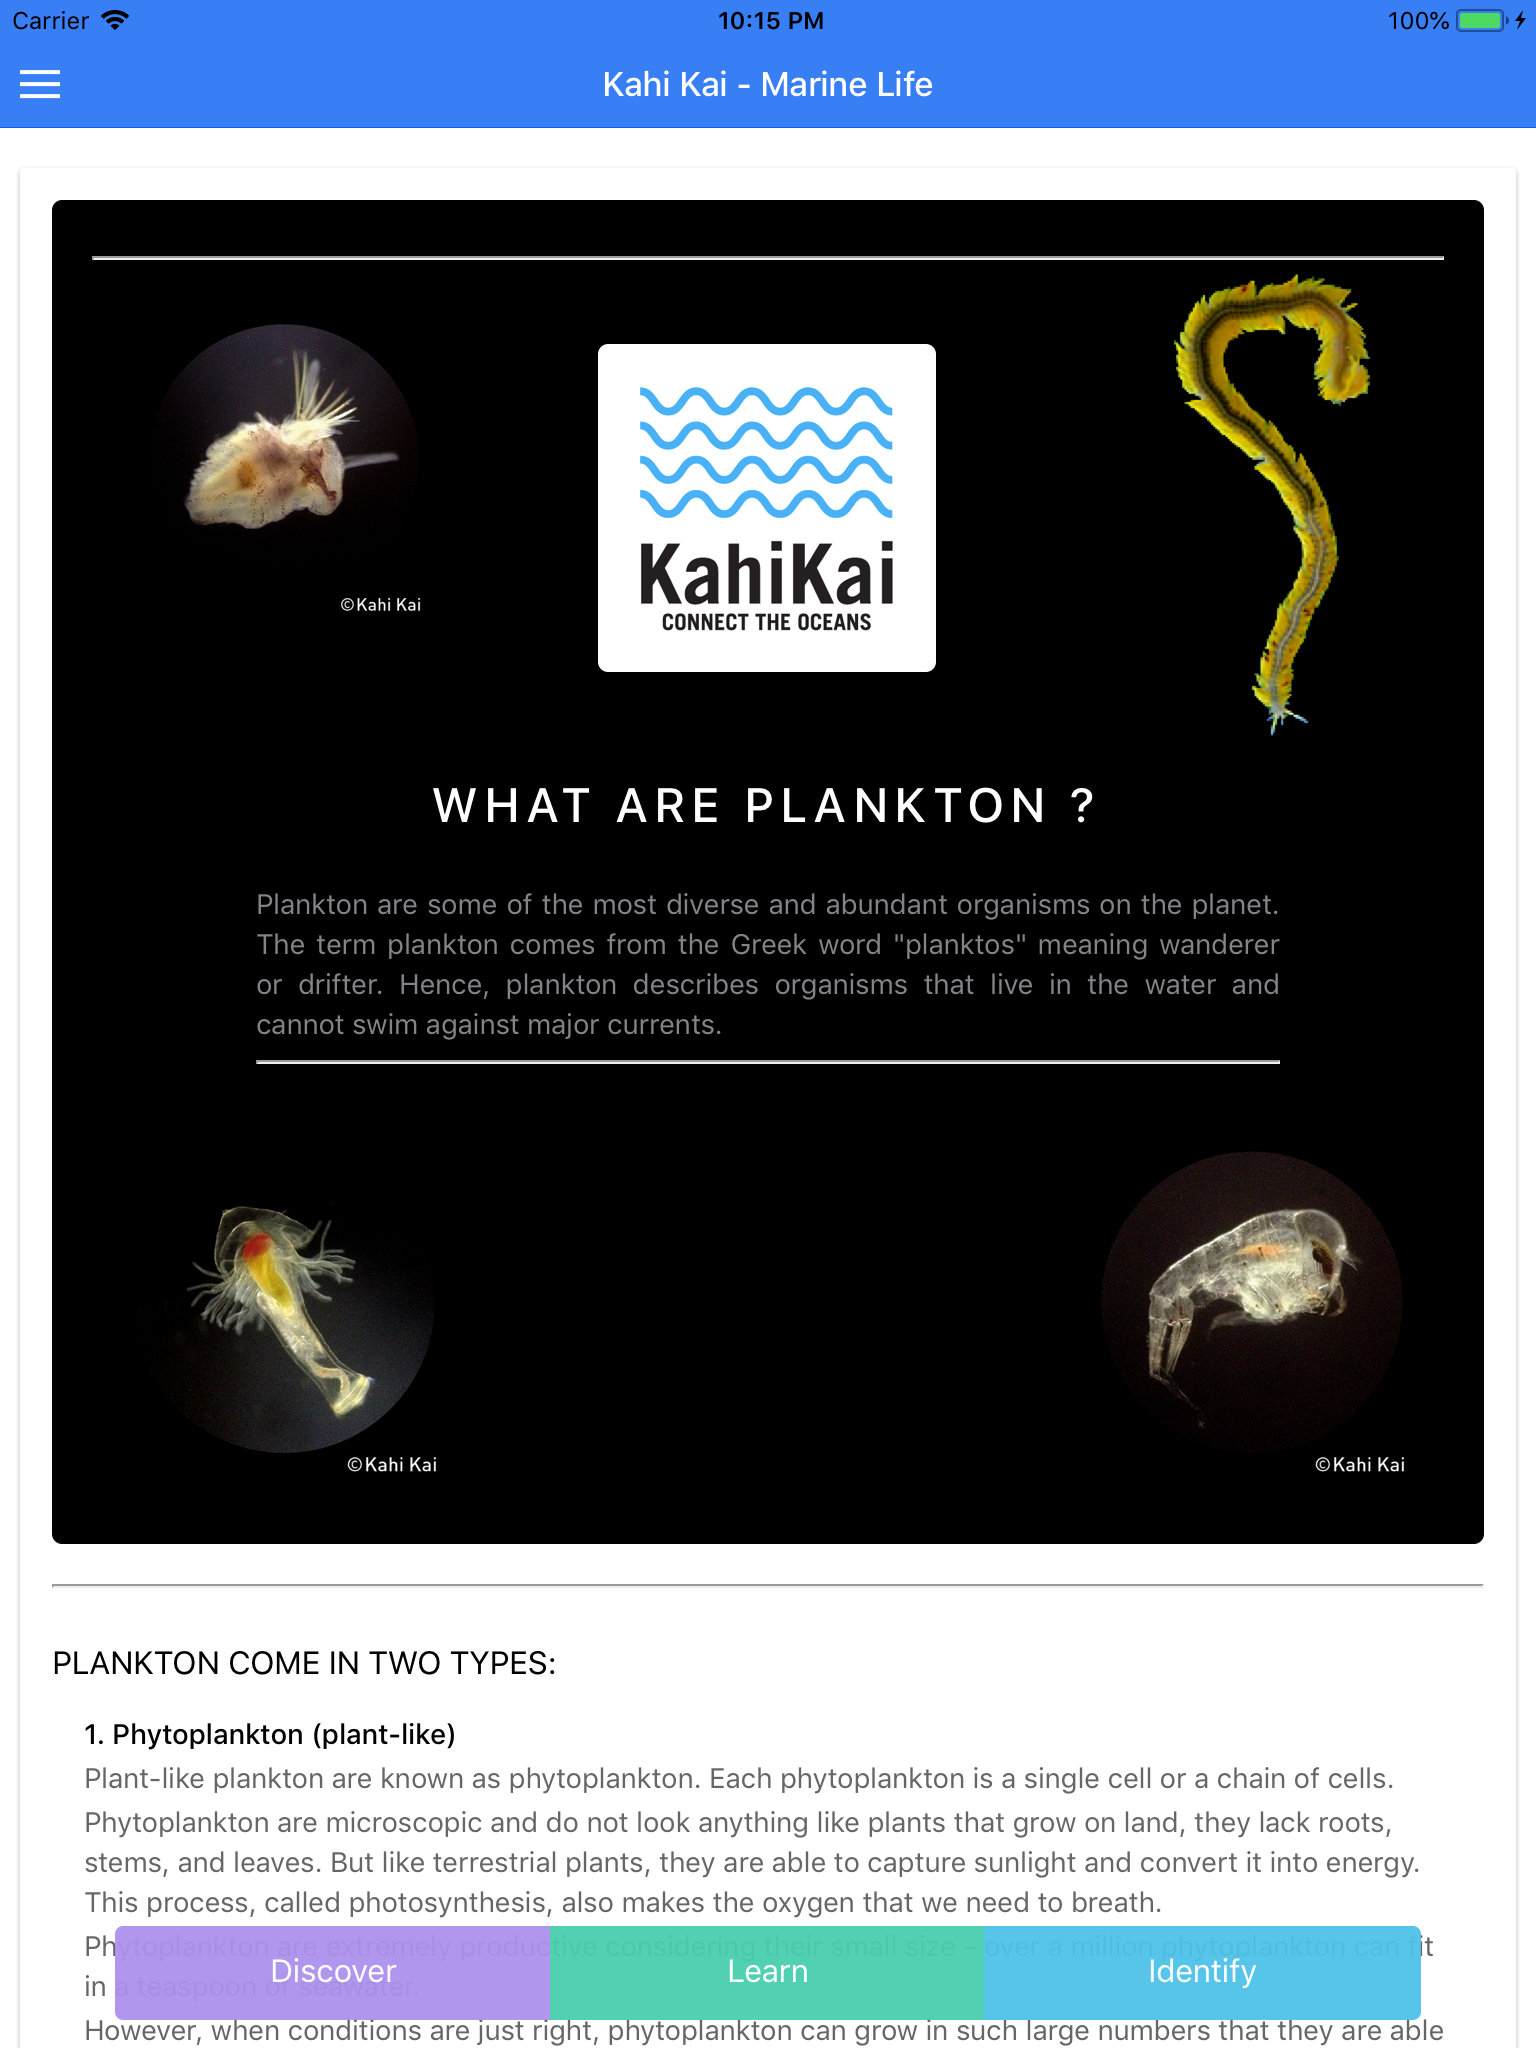 Carrier 10:15 PM 100%
Kahi Kai - Marine Life
KahiKai
CONNECT THE OCEANS
©Kahi Kai
WHAT ARE PLANKTON ?
Plankton are some of the most diverse and abundant organisms on the planet.
The term plankton comes from the Greek word "planktos" meaning wanderer
or drifter. Hence, plankton describes organisms that live in the water and
cannot swim against major currents.
©Kahi Kai
©Kahi Kai
PLANKTON COME IN TWO TYPES:
1. Phytoplankton (plant-like)
Plant-like plankton are known as phytoplankton. Each phytoplankton is a single cell or a chain of cells.
Phytoplankton are microscopic and do not look anything like plants that grow on land, they lack roots,
stems, and leaves. But like terrestrial plants, they are able to capture sunlight and convert it into energy.
This process, called photosynthesis, also makes the oxygen that we need to breath.
Phytoplankton are extremely productive considering their small size - over a million phytoplankton can fit
in a teaspoon of seawater.
Discover Learn Identify
However, when conditions are just right, phytoplankton can grow in such large numbers that they are able